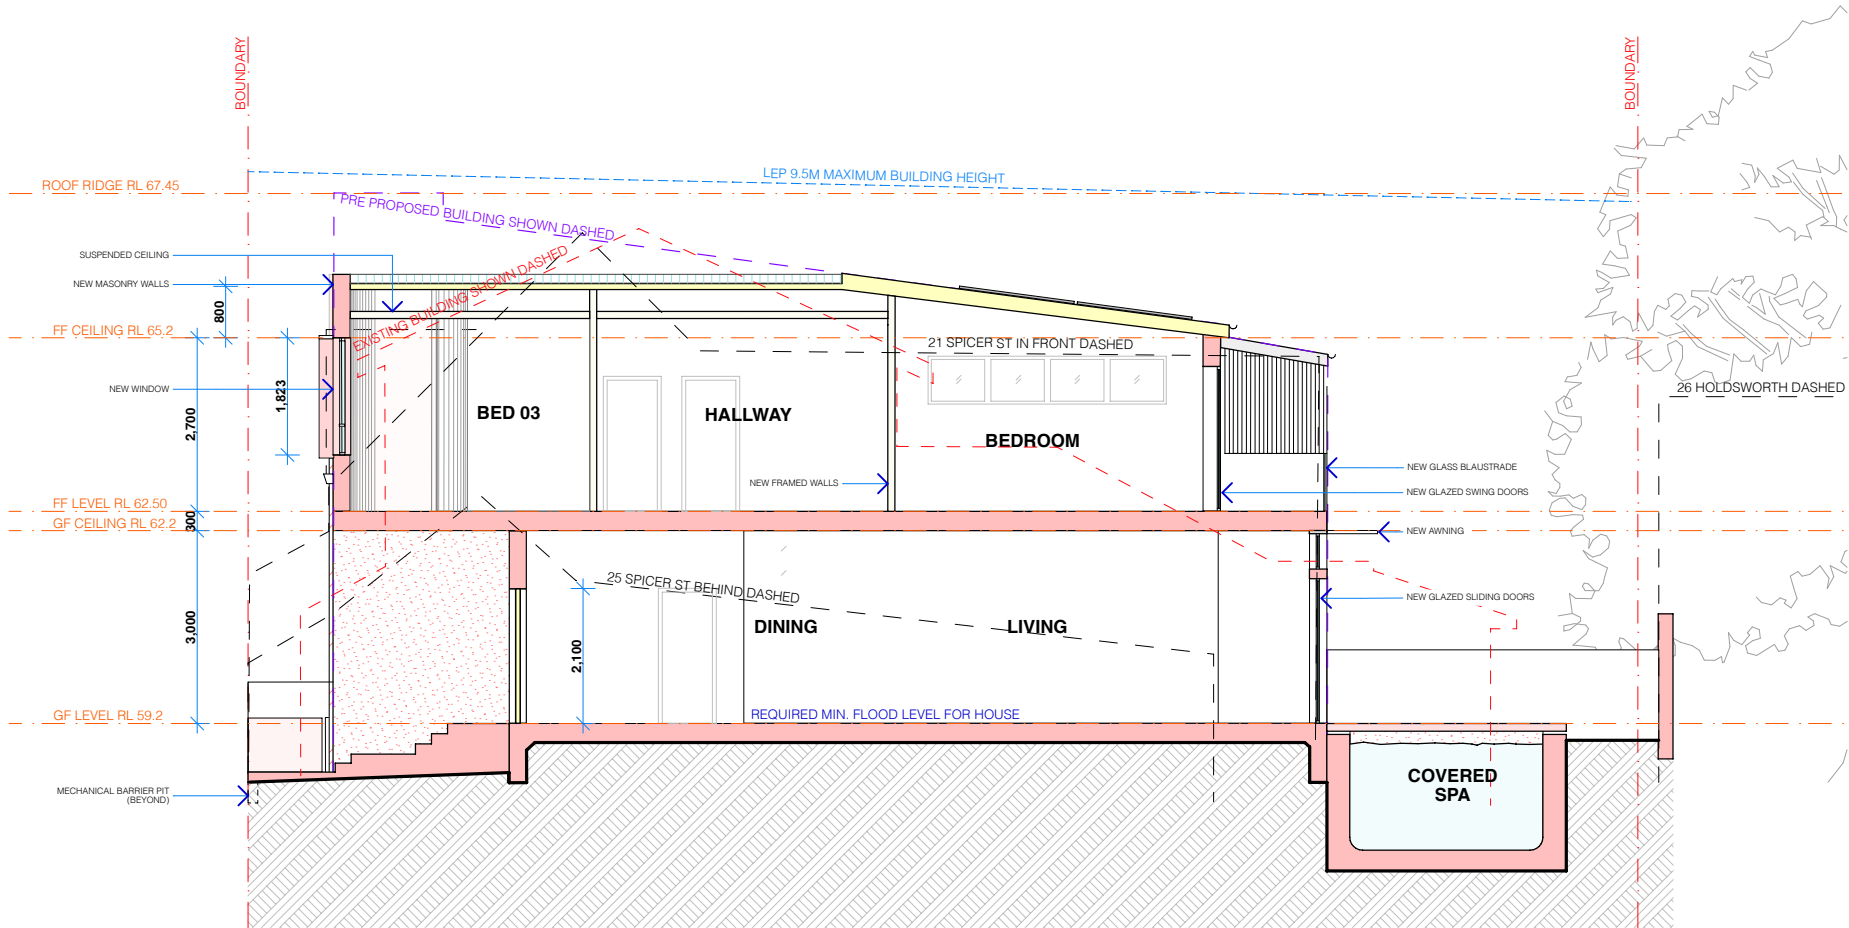 BOUNDARY
BOUNDARY
LEP 9.5M MAXIMUM BUILDING HEIGHT
ROOF RIDGE RL 67.45
PRE PROPOSED BUILDING SHOWN DASHED
SUSPENDED CEILING
EXISTING BUILDING SHOWN DASHED
NEW MASONRY WALLS
800
FF CEILING RL 65.2
21 SPICER ST IN FRONT DASHED
NEW WINDOW
1,823
2,700
26 HOLDSWORTH DASHED
BED 03
HALLWAY
BEDROOM
NEW GLASS BLAUSTRADE
NEW FRAMED WALLS
NEW GLAZED SWING DOORS
FF LEVEL RL 62.50
300
GF CEILING RL 62.2
NEW AWNING
25 SPICER ST BEHIND DASHED
NEW GLAZED SLIDING DOORS
3,000
2,100
DINING
LIVING
GF LEVEL RL 59.2
REQUIRED MIN. FLOOD LEVEL FOR HOUSE
COVERED
SPA
MECHANICAL BARRIER PIT
(BEYOND)